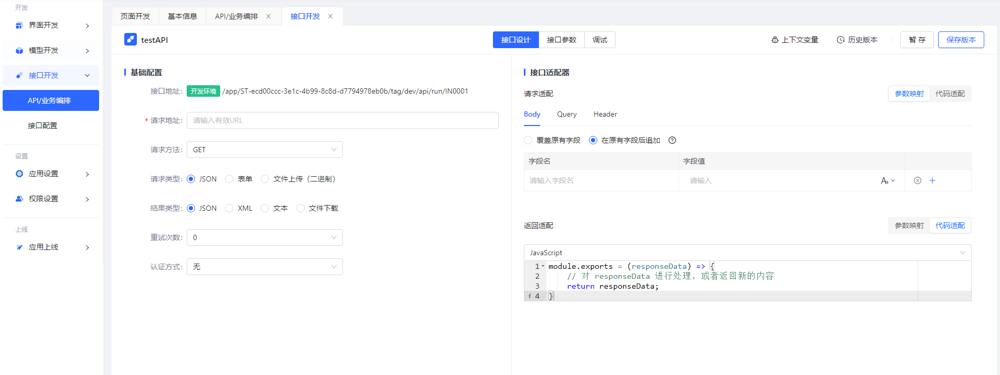 开发
界面开发
模型开发
接口开发
API/业务编排
接口配置
设置
应用设置
权限设置
上线
应用上线
页面开发 基本信息 API/业务编排 接口开发
testAPI
接口设计 接口参数 调试
上下文变量 历史版本 暂 存 保存版本
基础配置
接口地址: 开发环境 /app/ST-ecd00ccc-3e1c-4b99-8c8d-d7794978eb0b/tag/dev/api/run/IN0001
* 请求地址: 请输入有效URL
请求方法: GET
请求类型: JSON 表单 文件上传（二进制）
结果类型: JSON XML 文本 文件下载
重试次数: 0
认证方式: 无
接口适配器
请求适配 参数映射 代码适配
Body Query Header
覆盖原有字段 在原有字段后追加
字段名 字段值
请输入字段名 请输入
返回适配 参数映射 代码适配
JavaScript
1 module.exports = (responseData) => {
2 // 对 responseData 进行处理，或者返回新的内容
3 return responseData;
i 4 }